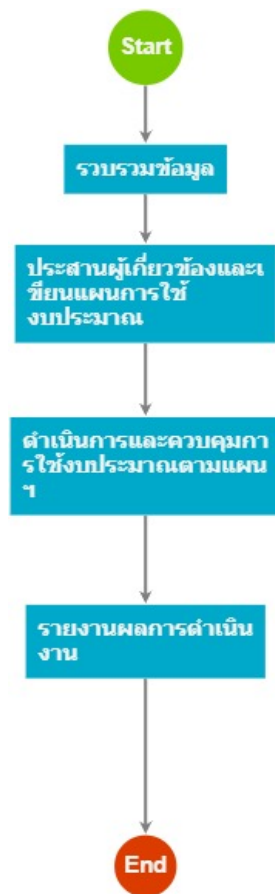 Start
รวบรวมข้อมูล
ประสานผู้เกี่ยวข้องและเ
ขียนแผนการใช้
งบประมาณ
ดำเนินการและควบคุมกา
รใช้งบประมาณตามแผน
ฯ
รายงานผลการดำเนิน
งาน
End